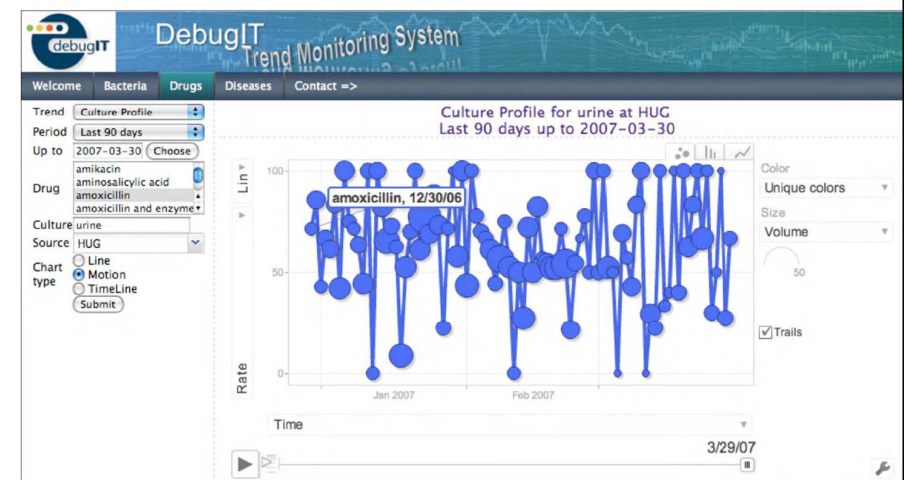 debugIT
DebugIT
Trend Monitoring System
Welcome Bacteria Drugs Diseases Contact =>
Trend Culture Profile
Period Last 90 days
Up to 2007-03-30 Choose
Drug
amikacin
aminosalicylic acid
amoxicillin
amoxicillin and enzyme
Culture urine
Source HUG
Chart type
Line
Motion
TimeLine
Submit
Culture Profile for urine at HUG
Last 90 days up to 2007-03-30
Lin
100
50
0
Rate
amoxicillin, 12/30/06
Jan 2007
Feb 2007
Time
3/29/07
Color
Unique colors
Size
Volume
50
Trails